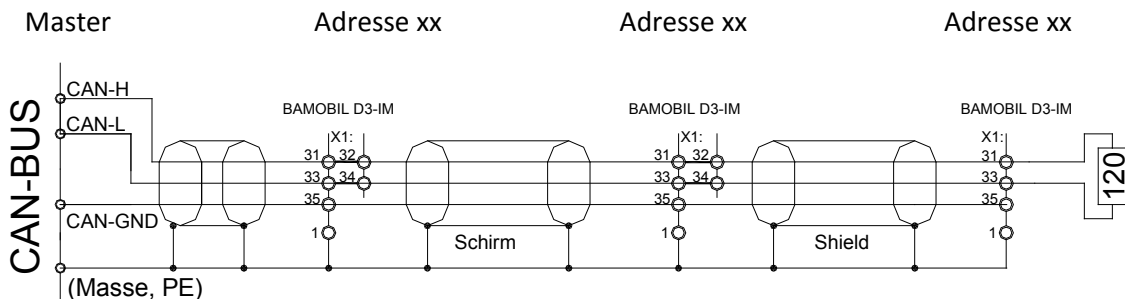 Master Adresse xx Adresse xx Adresse xx
CAN-BUS
CAN-H
CAN-L
CAN-GND
(Masse, PE)
BAMOBIL D3-IM BAMOBIL D3-IM BAMOBIL D3-IM
X1: X1: X1:
31 32 31 32 31
33 34 33 34 33
35 35 35
1 1 1
Schirm Shield
120